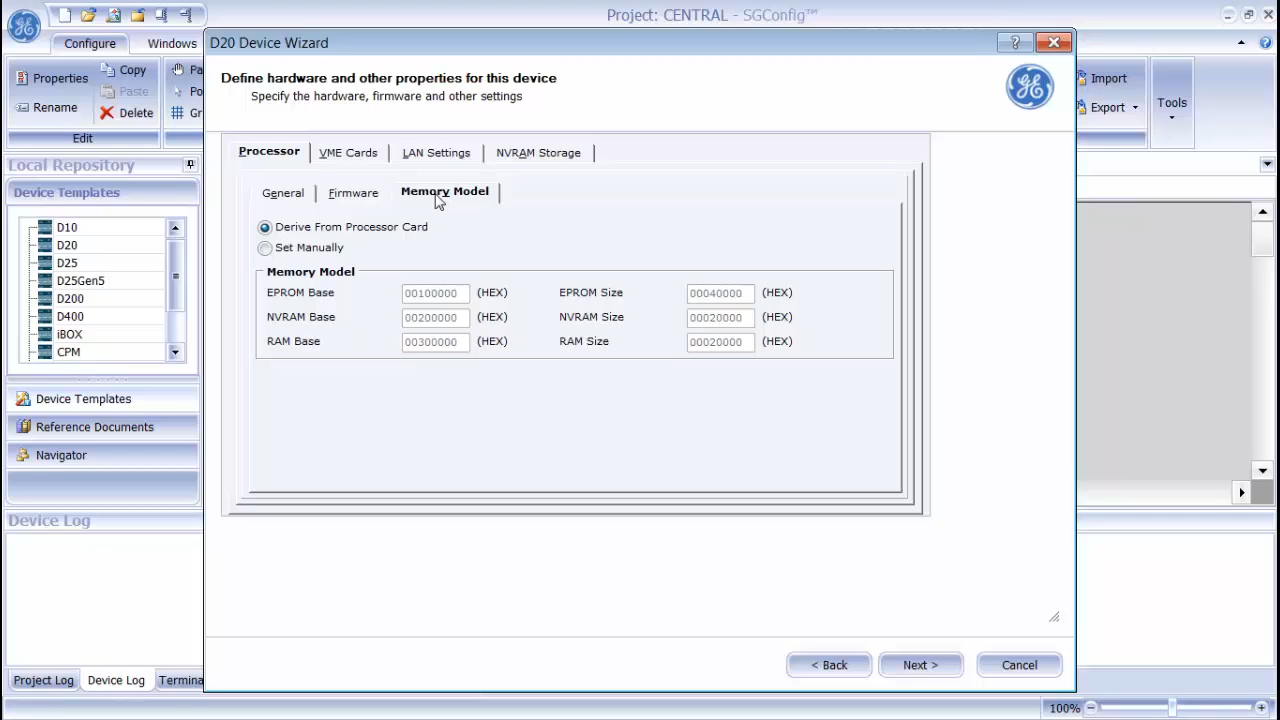 Project: CENTRAL - SGConfig™
Configure
Windows
Properties
Copy
Pa
Paste
Po
Rename
Delete
Gr
Edit
Import
Export
Tools
Local Repository
Device Templates
D10
D20
D25
D25Gen5
D200
D400
iBOX
CPM
Device Templates
Reference Documents
Navigator
Device Log
Project Log
Device Log
Termina
100%
D20 Device Wizard
Define hardware and other properties for this device
Specify the hardware, firmware and other settings
Processor
VME Cards
LAN Settings
NVRAM Storage
General
Firmware
Memory Model
Derive From Processor Card
Set Manually
Memory Model
EPROM Base 00100000 (HEX) EPROM Size 00040000 (HEX)
NVRAM Base 00200000 (HEX) NVRAM Size 00020000 (HEX)
RAM Base 00300000 (HEX) RAM Size 00020000 (HEX)
< Back
Next >
Cancel